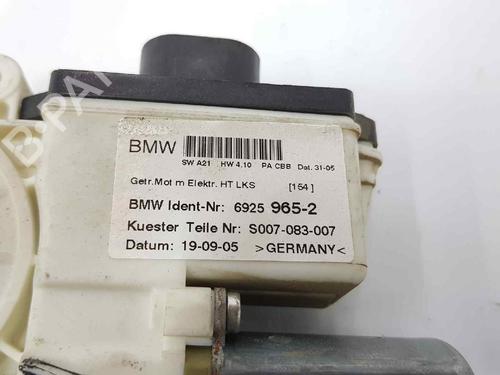 BMW
SW A21 HW 4.10 PA CBB Dat. 31-05
Getr.Mot m Elektr. HT LKS [154]
BMW Ident-Nr: 6925 965-2
Kuester Teile Nr: S007-083-007
Datum: 19-09-05 >GERMANY<
B-PARTS